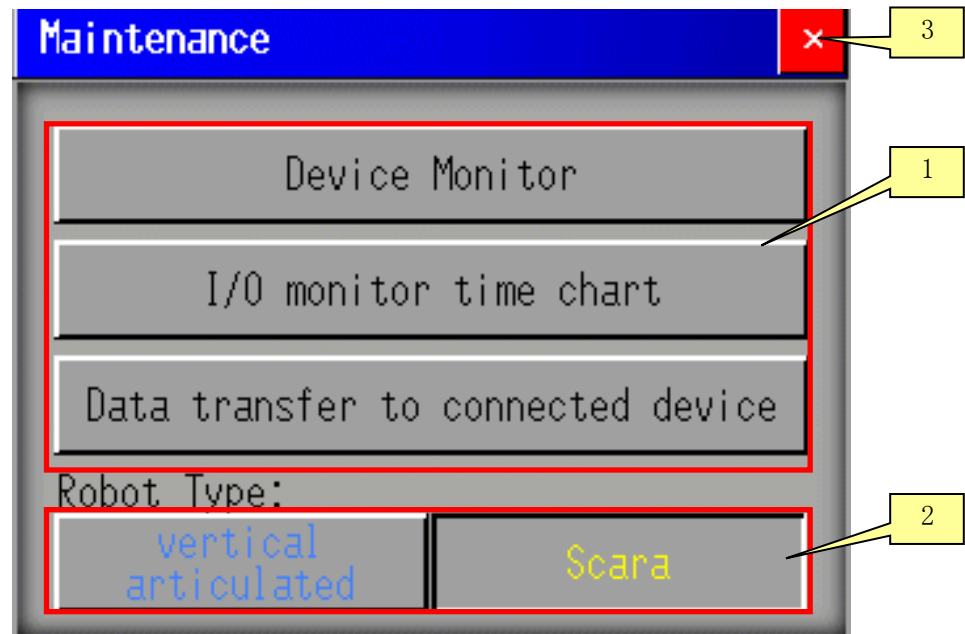 Maintenance
×
3
Device Monitor
1
I/O monitor time chart
Data transfer to connected device
Robot Type:
2
vertical
articulated
Scara